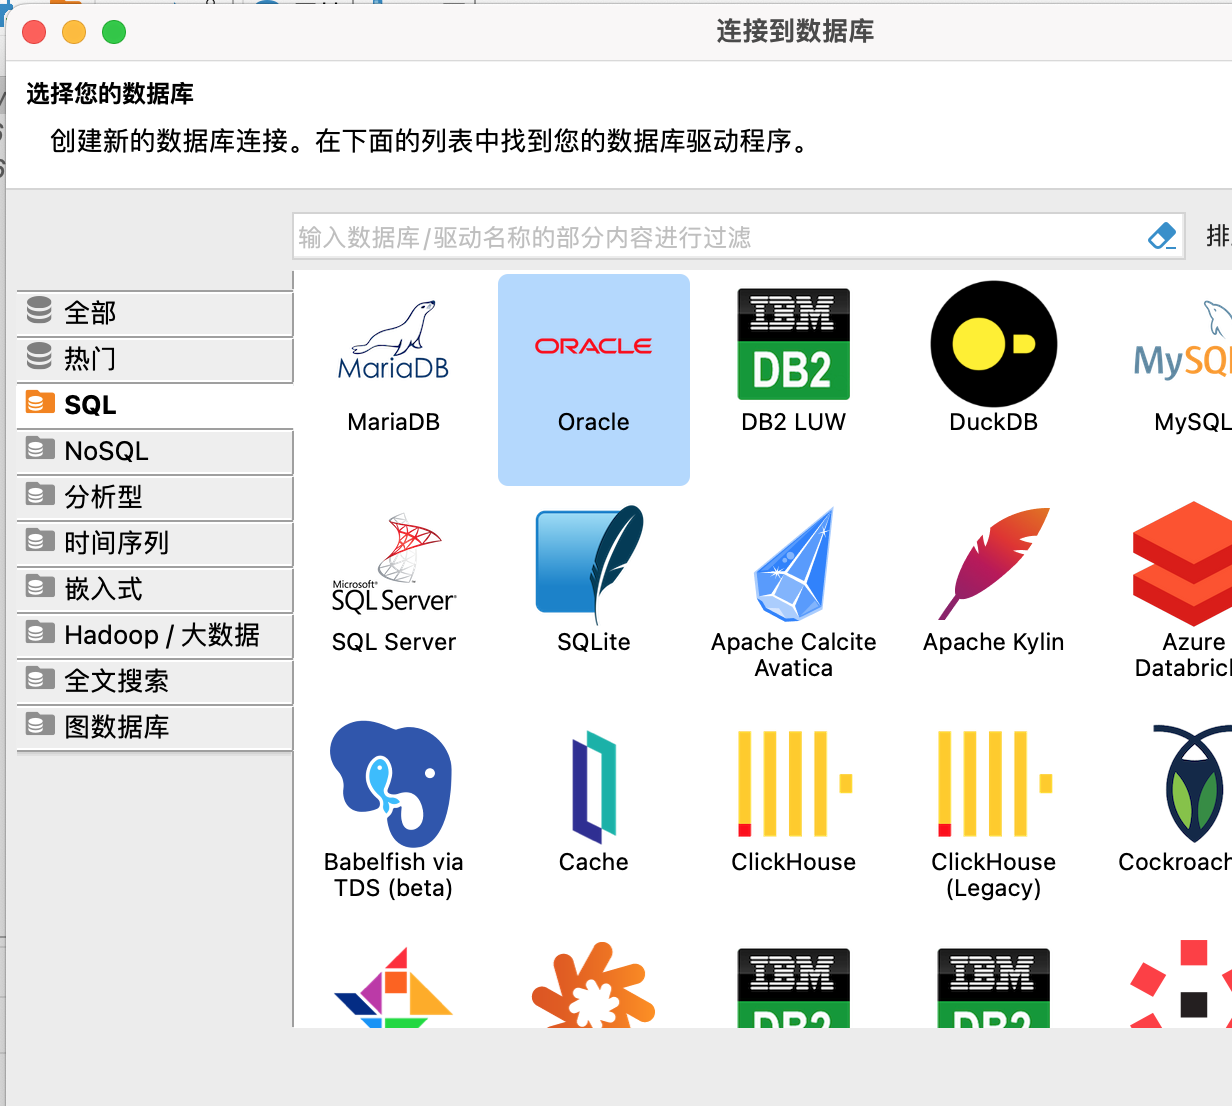 连接到数据库
选择您的数据库
创建新的数据库连接。在下面的列表中找到您的数据库驱动程序。
输入数据库/驱动名称的部分内容进行过滤
排
全部
热门
SQL
NoSQL
分析型
时间序列
嵌入式
Hadoop / 大数据
全文搜索
图数据库
MariaDB
ORACLE
IBM
DB2
MySQL
MariaDB
Oracle
DB2 LUW
DuckDB
MySQL
Microsoft®
SQL Server®
SQL Server
SQLite
Apache Calcite
Avatica
Apache Kylin
Azure
Databric
Babelfish via
TDS (beta)
Cache
ClickHouse
ClickHouse
(Legacy)
Cockroach
IBM
DB2
IBM
DB2